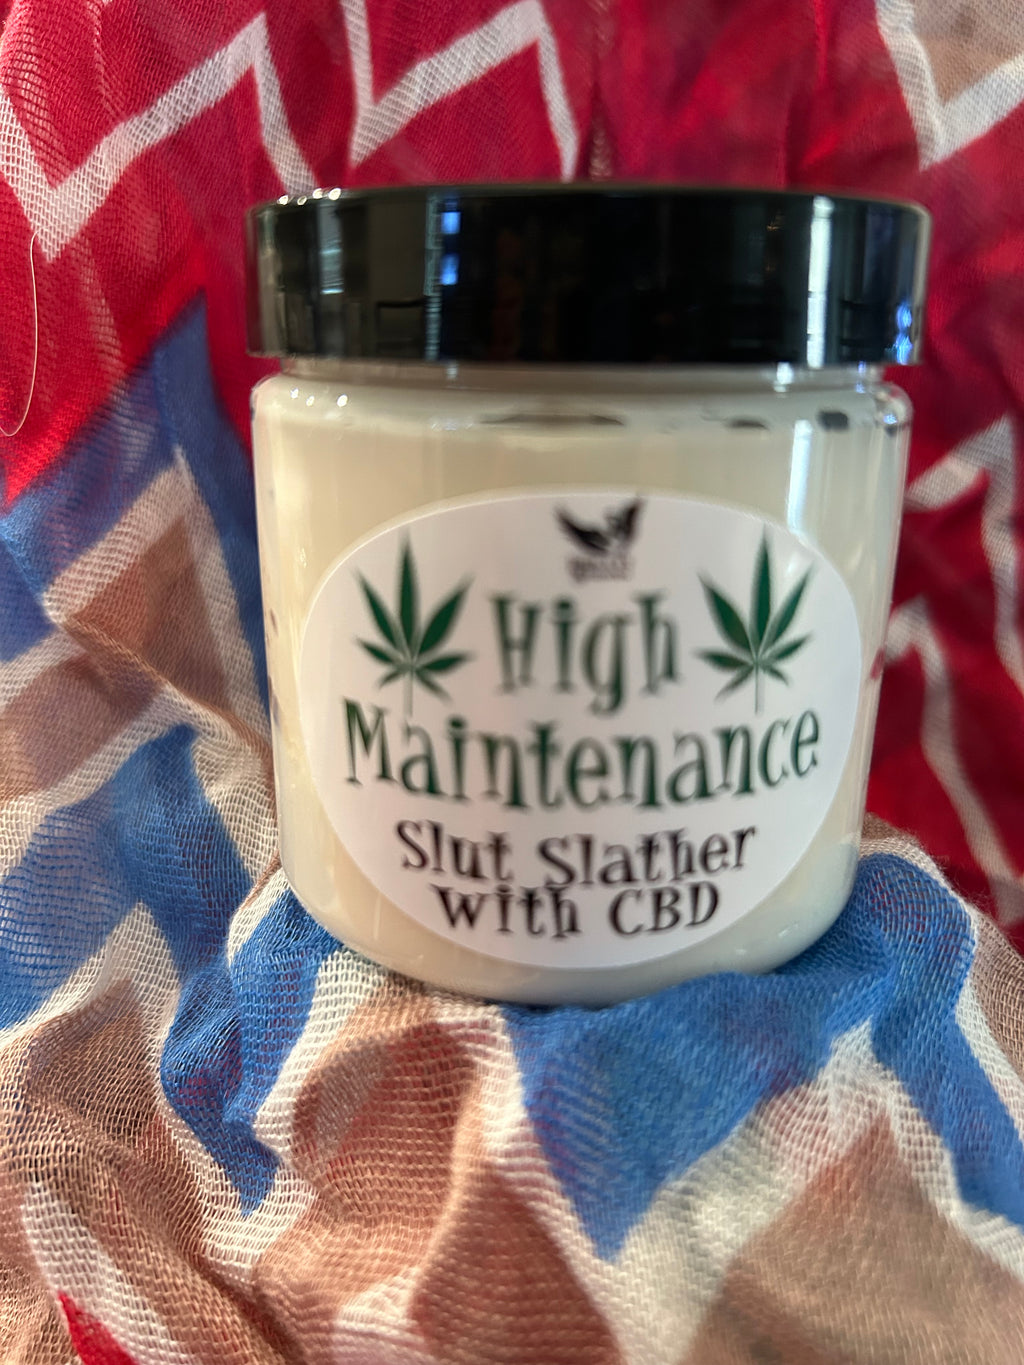 High
Maintenance
Slut Slather
with CBD